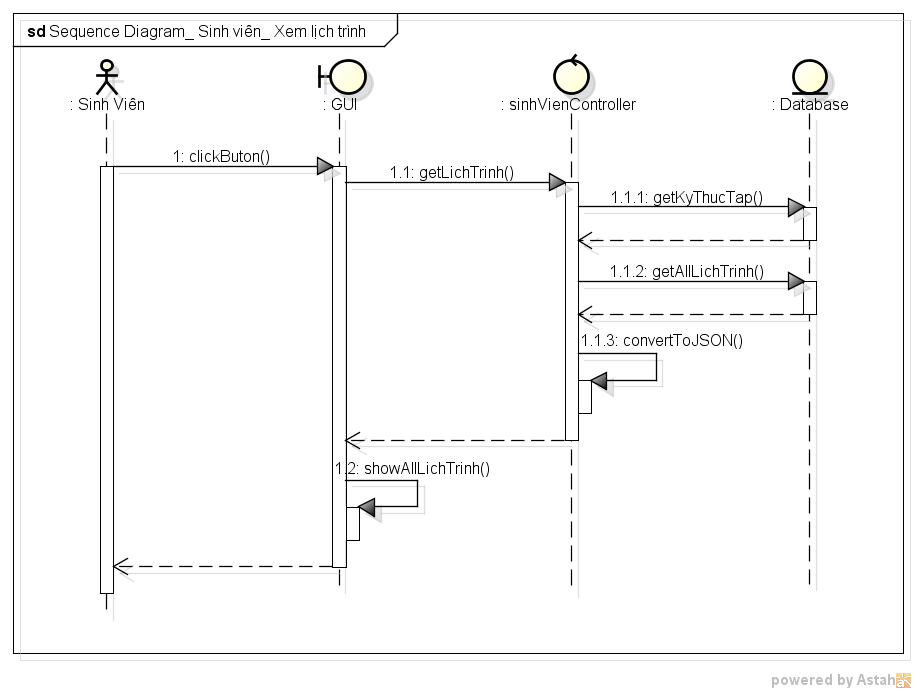 sd Sequence Diagram_ Sinh viên_ Xem lịch trình
: Sinh Viên
: GUI
: sinhVienController
: Database
1: clickButon()
1.1: getLichTrinh()
1.1.1: getKyThucTap()
1.1.2: getAllLichTrinh()
1.1.3: convertToJSON()
1.2: showAllLichTrinh()
powered by Astah